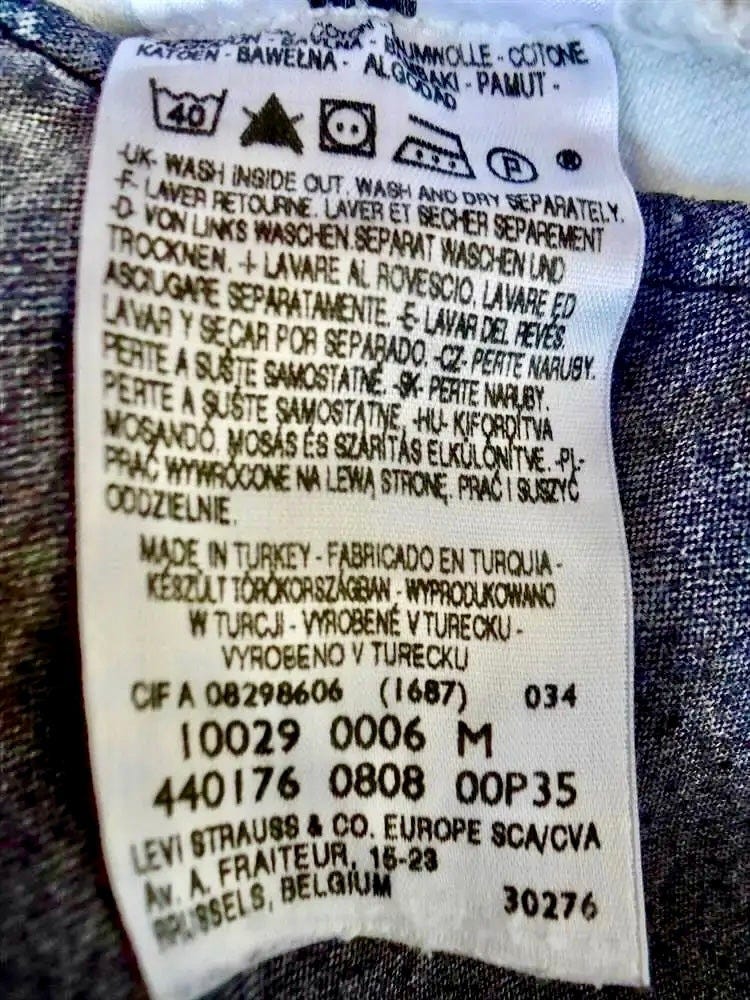 BAUMWOLLE - COTONE
KATOEN - BAWEŁNA - ALGODAO - PAMUT -
40
P ®
-UK- WASH INSIDE OUT. WASH AND DRY SEPARATELY.
-F- LAVER RETOURNE. LAVER ET SECHER SEPAREMENT
-D- VON LINKS WASCHEN. SEPARAT WASCHEN UND
TROCKNEN. -I- LAVARE AL ROVESCIO. LAVARE ED
ASCIUGARE SEPARATAMENTE. -E- LAVAR DEL REVÉS.
LAVAR Y SECAR POR SEPARADO. -CZ- PERTE NARUBY.
PERTE A SUŠTE SAMOSTATNĚ. -SK- PERTE NARUBY.
PERTE A SUŠTE SAMOSTATNE, -HU- KIFORDÍTVA
MOSANDÓ. MOSÁS ÉS SZÁRÍTÁS ELKÜLÖNÍTVE. -PL-
PRAĆ WYWRÓCONE NA LEWĄ STRONĘ. PRAĆ I SUSZYĆ
ODDZIELNIE.
MADE IN TURKEY - FABRICADO EN TURQUIA -
KÉSZÜLT TÖRÖKORSZÁGBAN - WYPRODUKOWANO
W TURCJI - VYROBENÉ V TURECKU -
VYROBENO V TURECKU
CIF A 08298606 (1687) 034
10029 0006 M
440176 0808 00P35
LEVI STRAUSS & CO. EUROPE SCA/CVA
Av. A. FRAITEUR, 15-23
BRUSSELS, BELGIUM 30276